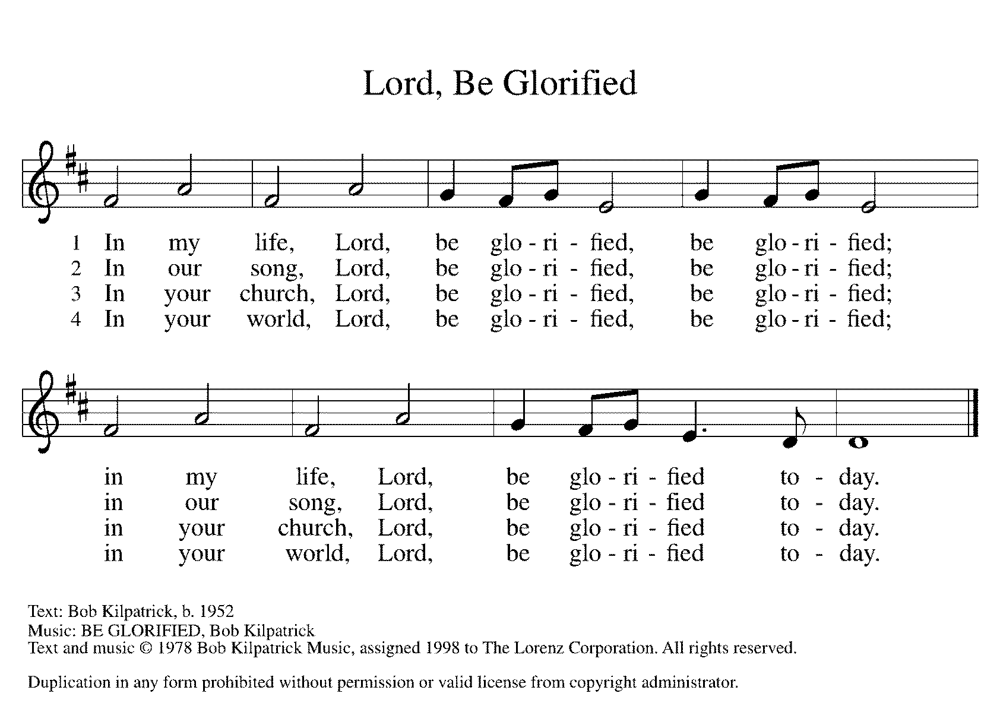 Lord, Be Glorified
1 In my life, Lord, be glo - ri - fied, be glo - ri - fied;
2 In our song, Lord, be glo - ri - fied, be glo - ri - fied;
3 In your church, Lord, be glo - ri - fied, be glo - ri - fied;
4 In your world, Lord, be glo - ri - fied, be glo - ri - fied;
in my life, Lord, be glo - ri - fied to - day.
in our song, Lord, be glo - ri - fied to - day.
in your church, Lord, be glo - ri - fied to - day.
in your world, Lord, be glo - ri - fied to - day.
Text: Bob Kilpatrick, b. 1952
Music: BE GLORIFIED, Bob Kilpatrick
Text and music © 1978 Bob Kilpatrick Music, assigned 1998 to The Lorenz Corporation. All rights reserved.
Duplication in any form prohibited without permission or valid license from copyright administrator.